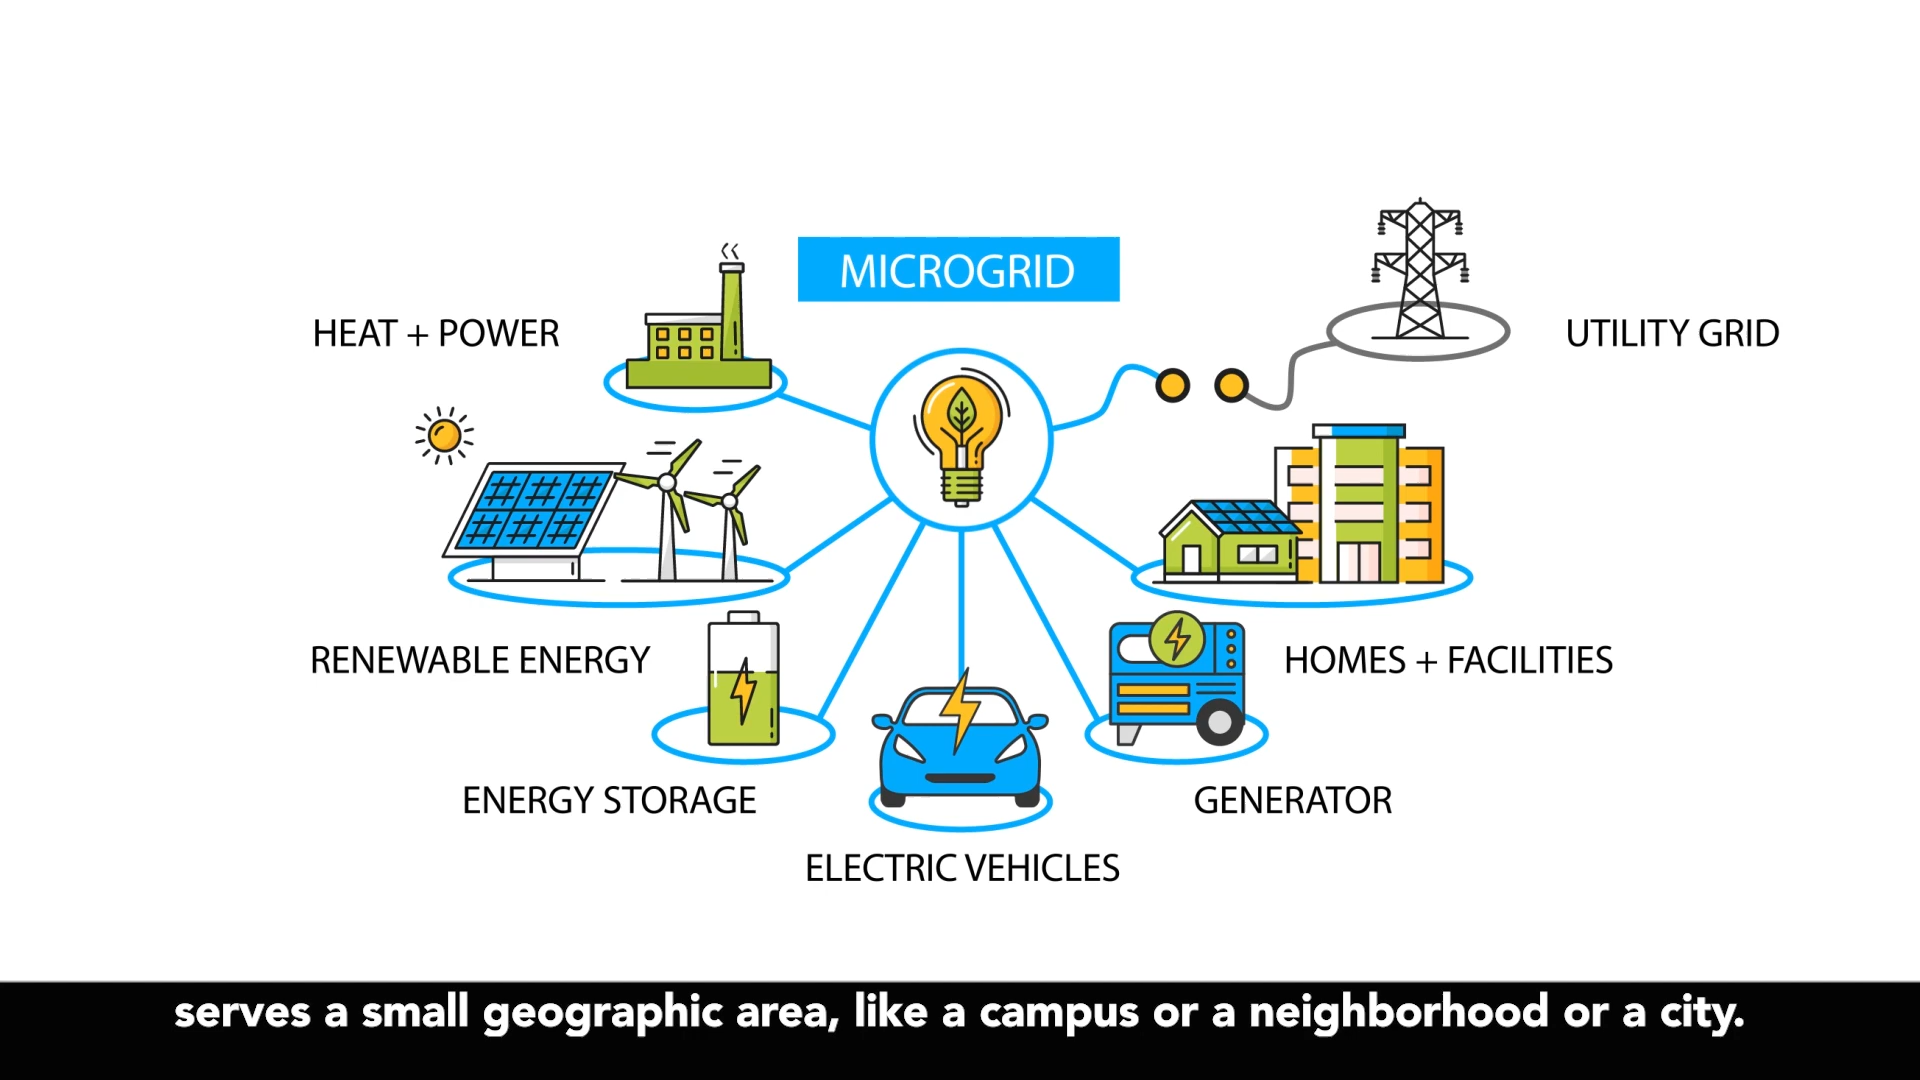 MICROGRID
HEAT + POWER
UTILITY GRID
RENEWABLE ENERGY
HOMES + FACILITIES
ENERGY STORAGE
GENERATOR
ELECTRIC VEHICLES
serves a small geographic area, like a campus or a neighborhood or a city.